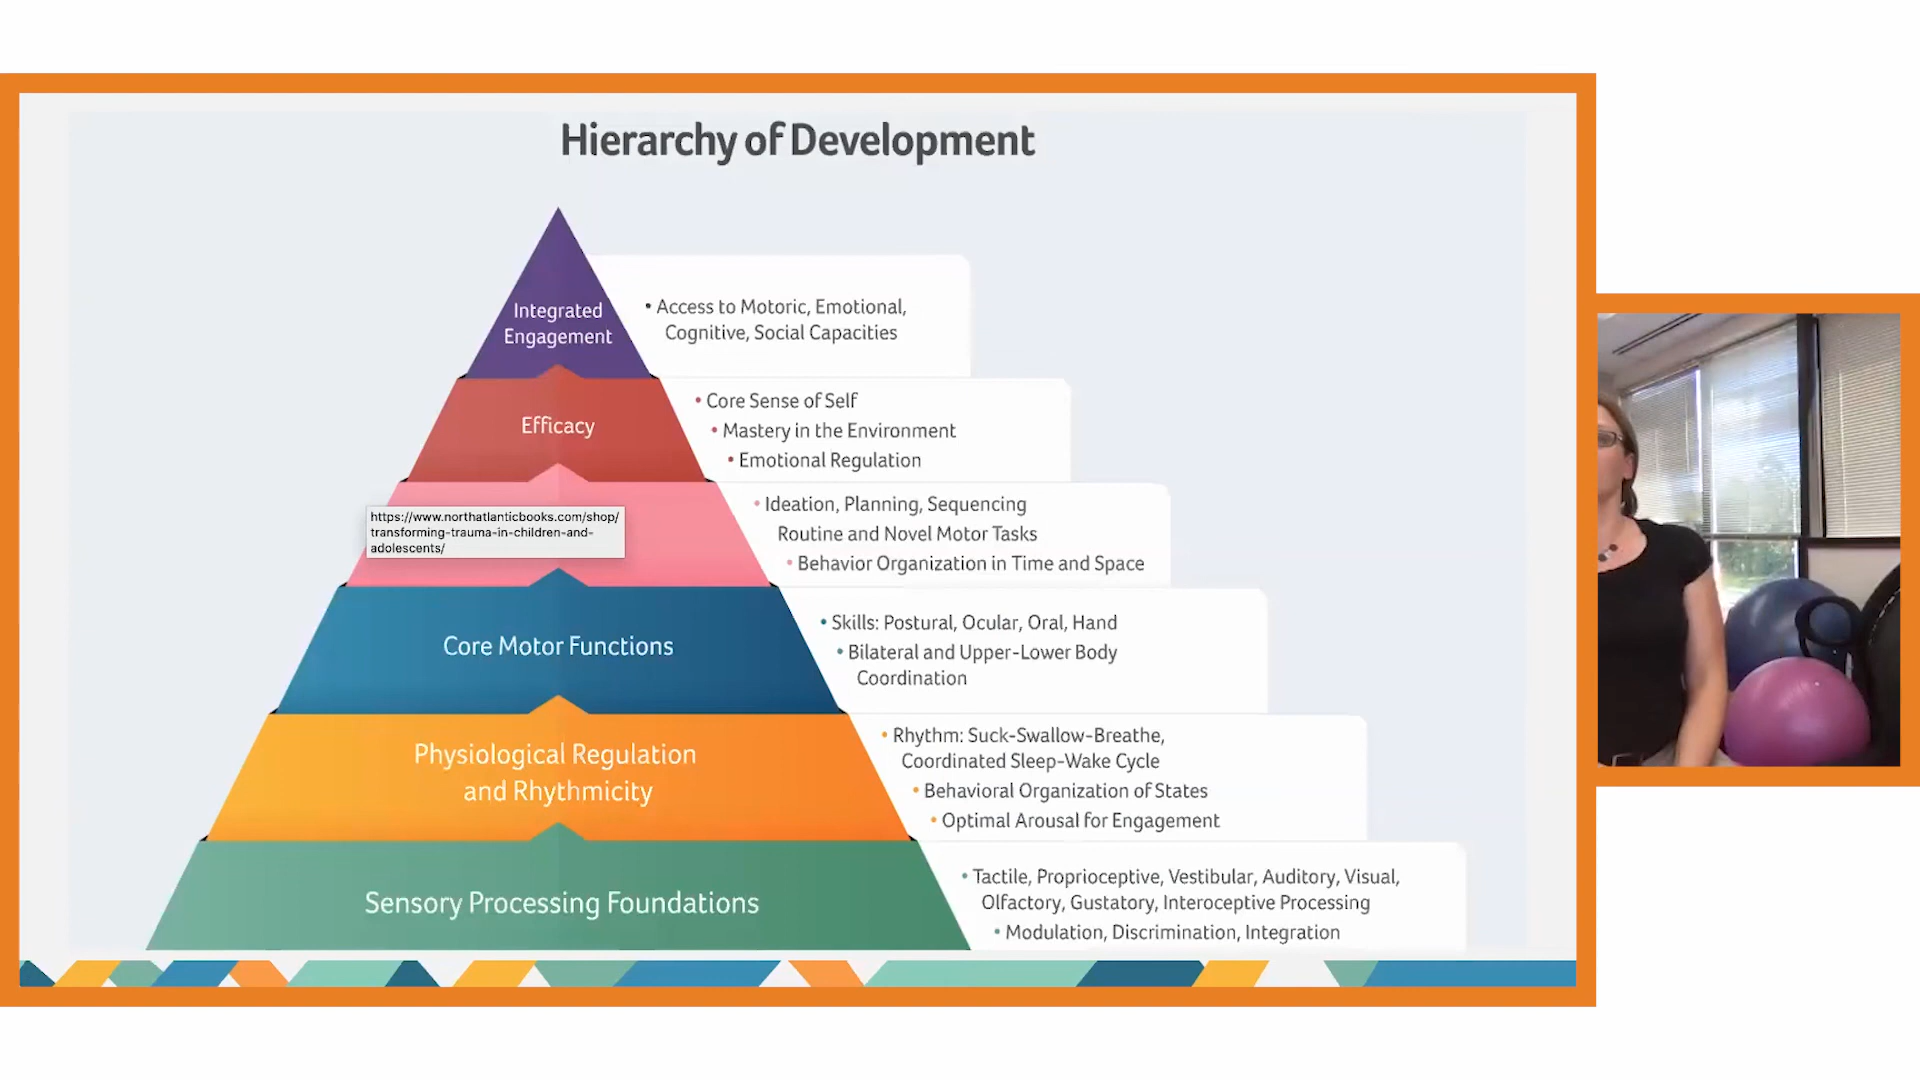 Hierarchy of Development
Integrated
Engagement
• Access to Motoric, Emotional,
Cognitive, Social Capacities
Efficacy
• Core Sense of Self
• Mastery in the Environment
• Emotional Regulation
https://www.northatlanticbooks.com/shop/
transforming-trauma-in-children-and-
adolescents/
• Ideation, Planning, Sequencing
Routine and Novel Motor Tasks
• Behavior Organization in Time and Space
Core Motor Functions
• Skills: Postural, Ocular, Oral, Hand
• Bilateral and Upper-Lower Body
Coordination
Physiological Regulation
and Rhythmicity
• Rhythm: Suck-Swallow-Breathe,
Coordinated Sleep-Wake Cycle
• Behavioral Organization of States
• Optimal Arousal for Engagement
Sensory Processing Foundations
• Tactile, Proprioceptive, Vestibular, Auditory, Visual,
Olfactory, Gustatory, Interoceptive Processing
• Modulation, Discrimination, Integration